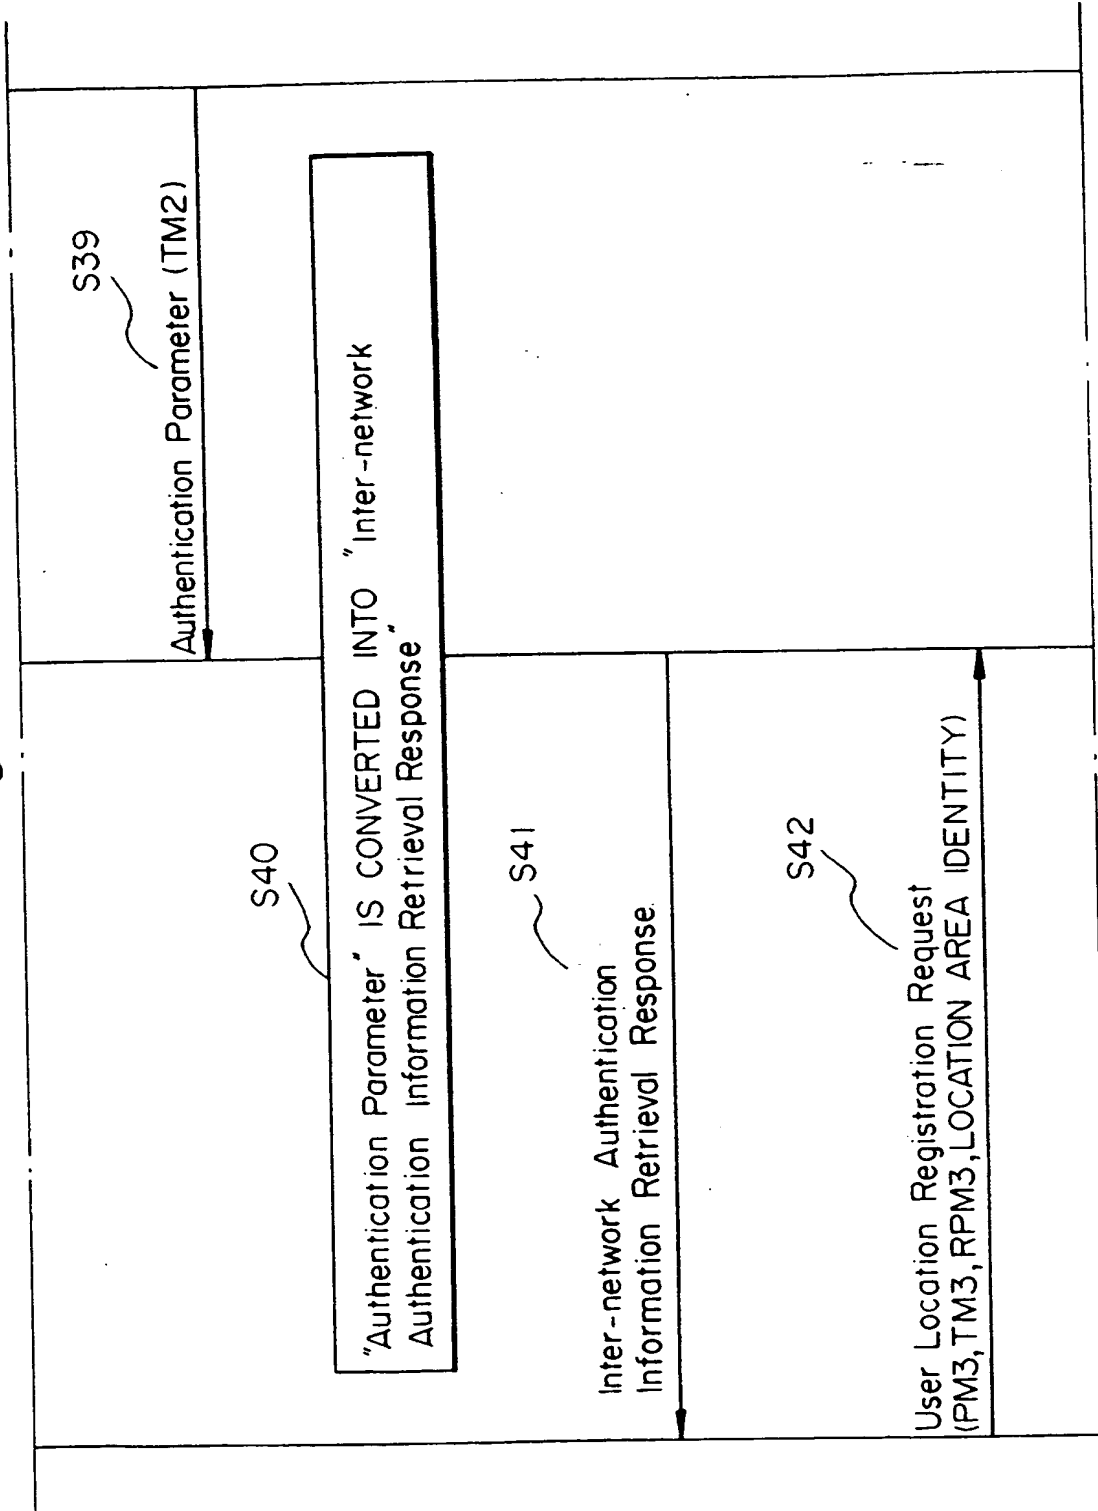 S39
Authentication Parameter (TM2)
S40
"Authentication Parameter" IS CONVERTED INTO "Inter-network
Authentication Information Retrieval Response"
S41
Inter-network Authentication
Information Retrieval Response
S42
User Location Registration Request
(PM3, TM3, RPM3, LOCATION AREA IDENTITY)